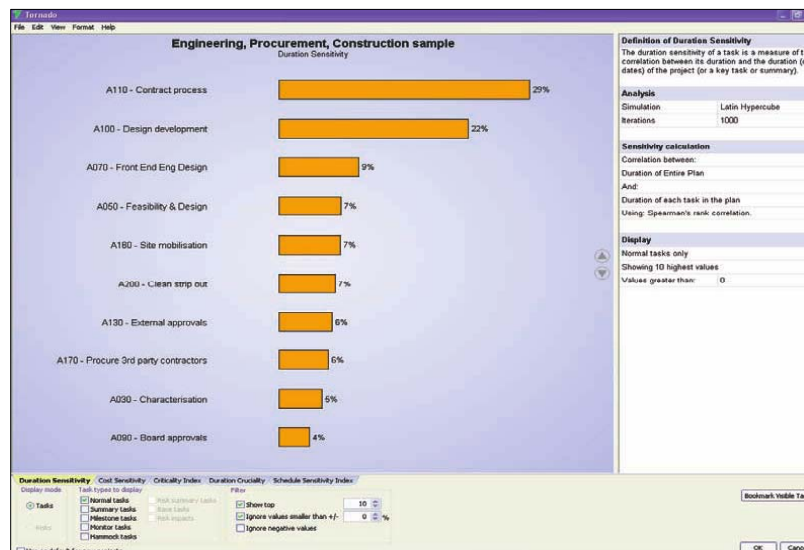 Tornado
File Edit View Format Help
Engineering, Procurement, Construction sample
Duration Sensitivity
A110 - Contract process 29%
A100 - Design development 22%
A070 - Front End Eng Design 9%
A050 - Feasibility & Design 7%
A180 - Site mobilisation 7%
A200 - Clean strip out 7%
A130 - External approvals 6%
A170 - Procure 3rd party contractors 6%
A030 - Characterisation 5%
A090 - Board approvals 4%
Definition of Duration Sensitivity
The duration sensitivity of a task is a measure of t
correlation between its duration and the duration (
dates) of the project (or a key task or summary).
Analysis
Simulation Latin Hypercube
Iterations 1000
Sensitivity calculation
Correlation between:
Duration of Entire Plan
And:
Duration of each task in the plan
Using: Spearman's rank correlation.
Display
Normal tasks only
Showing 10 highest values
Values greater than: 0
Duration Sensitivity Cost Sensitivity Criticality Index Duration Cruciality Schedule Sensitivity Index
Display mode Task types to display Filter
Tasks Normal tasks Risk summary tasks Show top 10
Summary tasks Base tasks Ignore values smaller than +/- 0 %
Risks Milestone tasks Risk impacts Ignore negative values
Monitor tasks
Hammock tasks
Bookmark Visible Ta
OK Canc